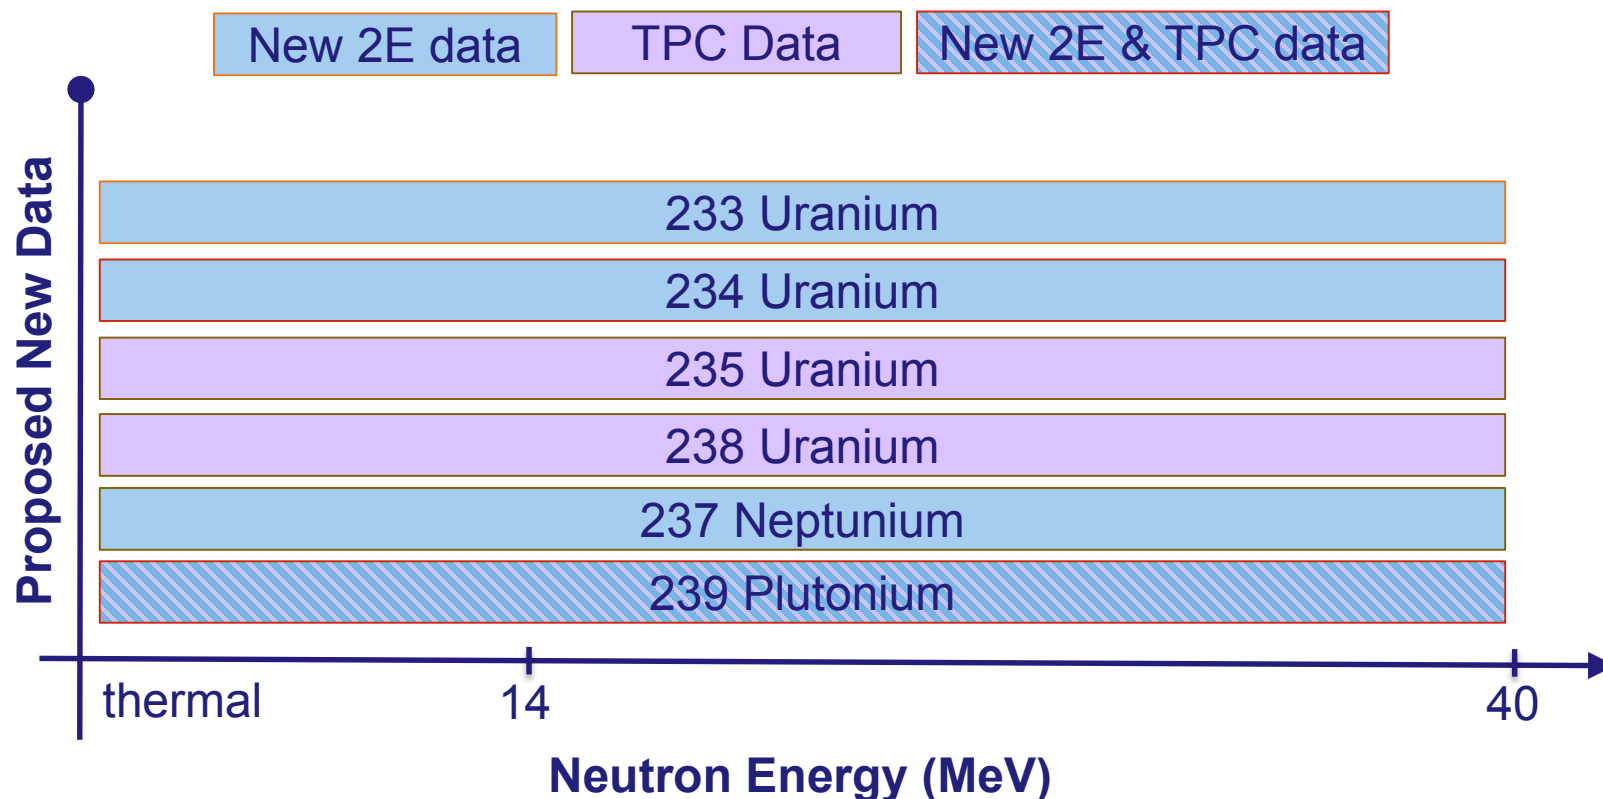 New 2E data
TPC Data
New 2E & TPC data
Proposed New Data
233 Uranium
234 Uranium
235 Uranium
238 Uranium
237 Neptunium
239 Plutonium
thermal
14
40
Neutron Energy (MeV)